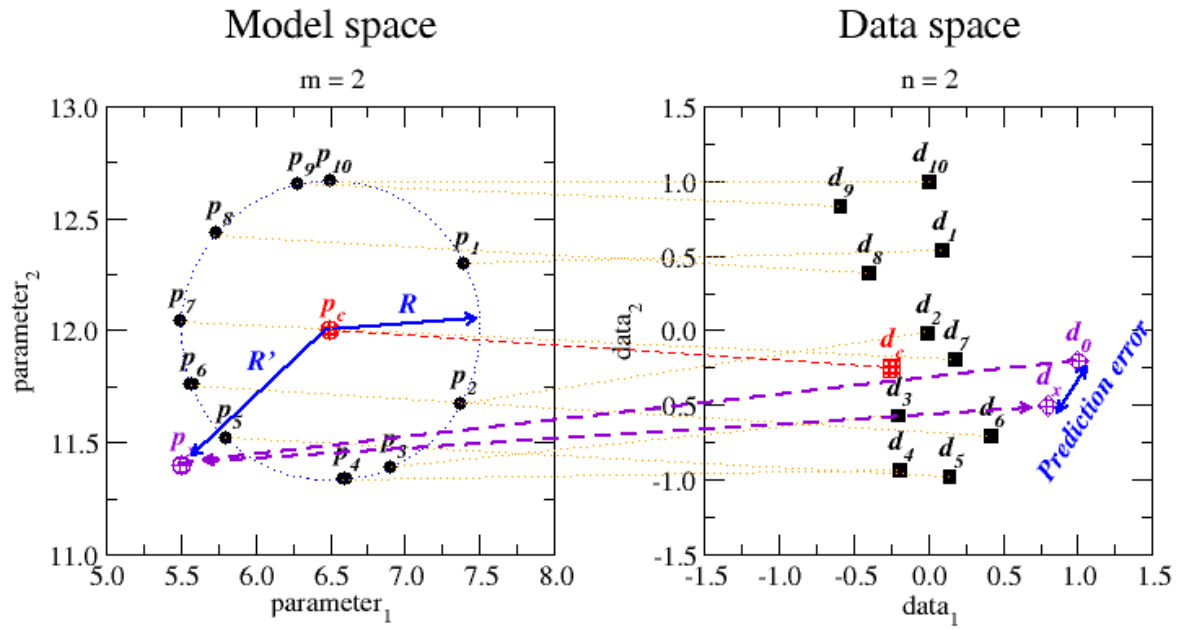 Model space
Data space
m = 2
n = 2
13.0
12.5
12.0
11.5
11.0
parameter₂
5.0 5.5 6.0 6.5 7.0 7.5 8.0
parameter₁
p₉ p₁₀
p₈
p₁
p₇
p_c
R
R’
p₆
p₂
p₅
p
p₄
p₃
1.5
1.0
0.5
0.0
-0.5
-1.0
-1.5
data₂
-1.5 -1.0 -0.5 0.0 0.5 1.0 1.5
data₁
d₁₀
d₉
d₁
d₈
d₂
d₇
d_c
d₀
d_x
d₃
d₆
d₄
d₅
Prediction error